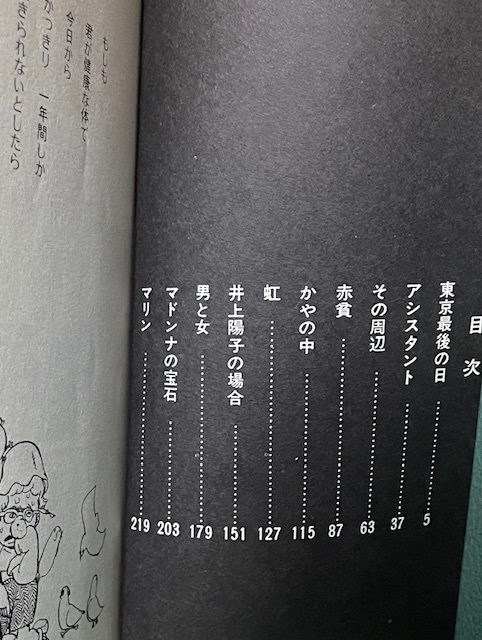 目次
東京最後の日 5
アシスタント 37
その周辺 63
赤貧 87
かやの中 115
虹 127
井上陽子の場合 151
男と女 179
マドンナの宝石 203
マリン 219
もしも
君が健康な体で
今日から
かっきり 一年間しか
きられないとしたら